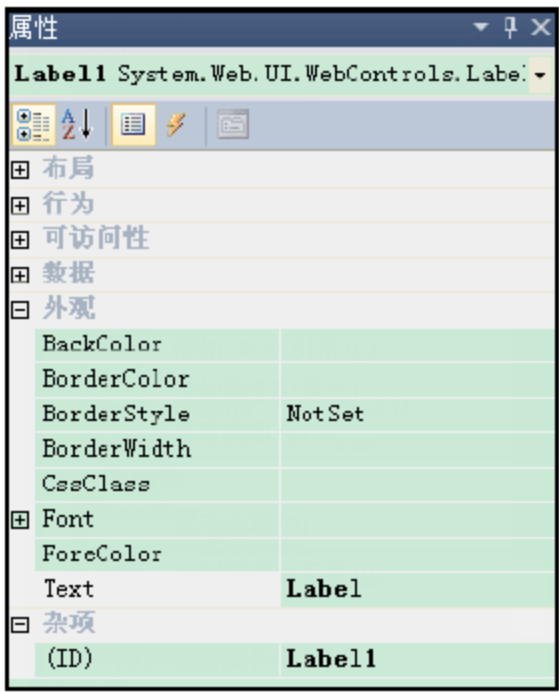 属性
Label1 System.Web.UI.WebControls.Label
布局
行为
可访问性
数据
外观
BackColor
BorderColor
BorderStyle NotSet
BorderWidth
CssClass
Font
ForeColor
Text Label
杂项
(ID) Label1